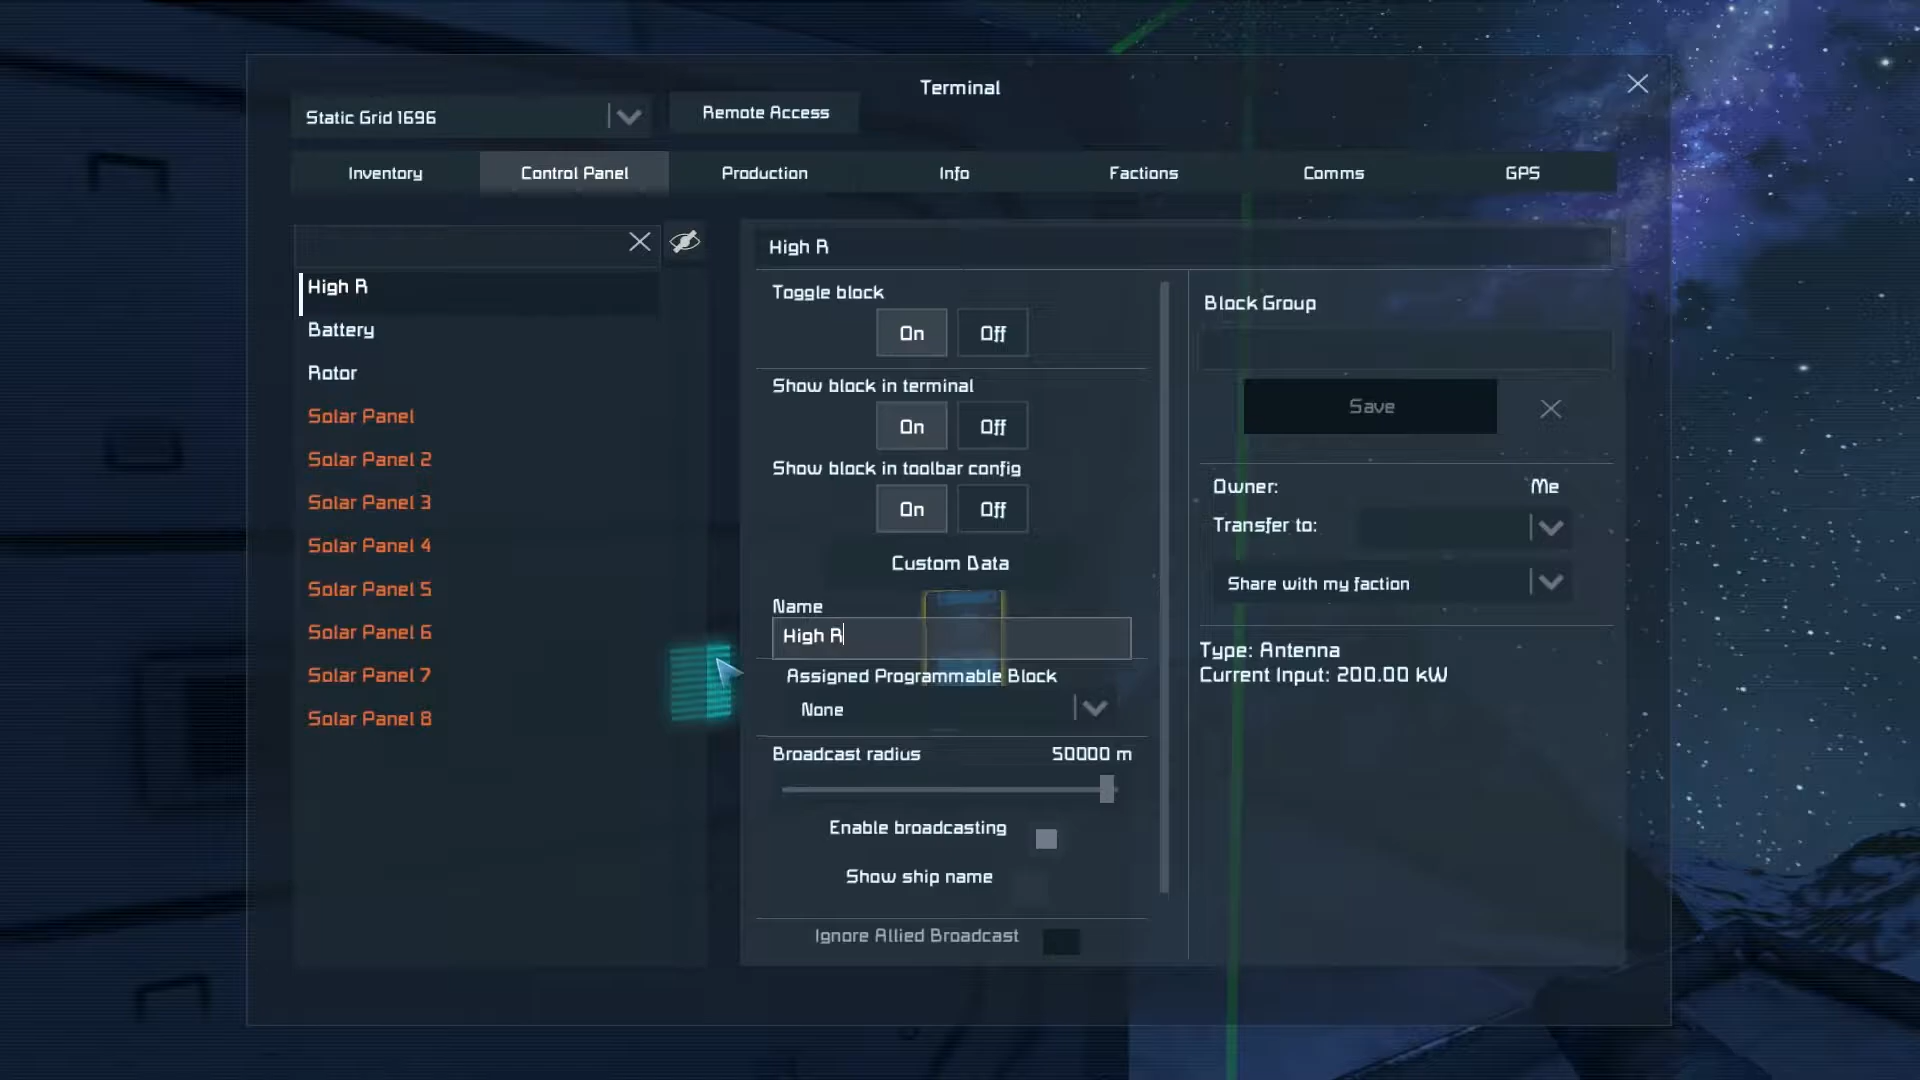 Terminal
Static Grid 1696
Remote Access
Inventory
Control Panel
Production
Info
Factions
Comms
GPS
High R
Battery
Rotor
Solar Panel
Solar Panel 2
Solar Panel 3
Solar Panel 4
Solar Panel 5
Solar Panel 6
Solar Panel 7
Solar Panel 8
High R
Toggle block
On Off
Show block in terminal
On Off
Show block in toolbar config
On Off
Custom Data
Name
High R
Assigned Programmable Block
None
Broadcast radius 50000 m
Enable broadcasting
Show ship name
Ignore Allied Broadcast
Block Group
Save
Owner: Me
Transfer to:
Share with my faction
Type: Antenna
Current Input: 200.00 kW